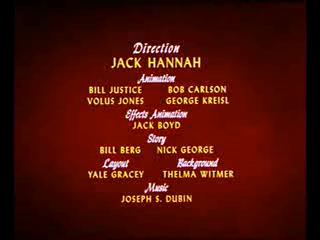 Direction
JACK HANNAH
Animation
BILL JUSTICE BOB CARLSON
VOLUS JONES GEORGE KREISL
Effects Animation
JACK BOYD
Story
BILL BERG NICK GEORGE
Layout Background
YALE GRACEY THELMA WITMER
Music
JOSEPH S. DUBIN